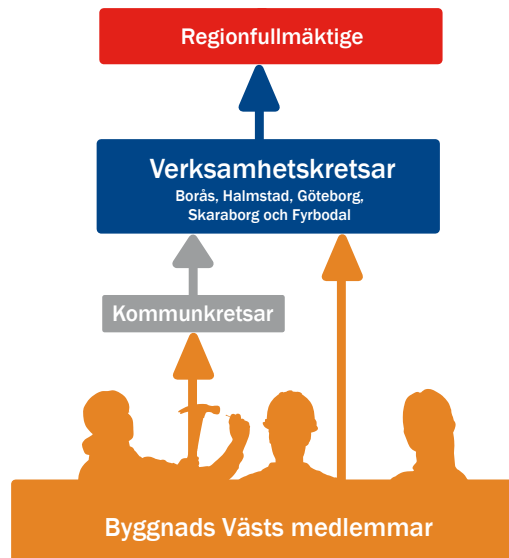 Regionfullmäktige
Verksamhetskretsar
Borås, Halmstad, Göteborg,
Skaraborg och Fyrbodal
Kommunkretsar
Byggnads Västs medlemmar